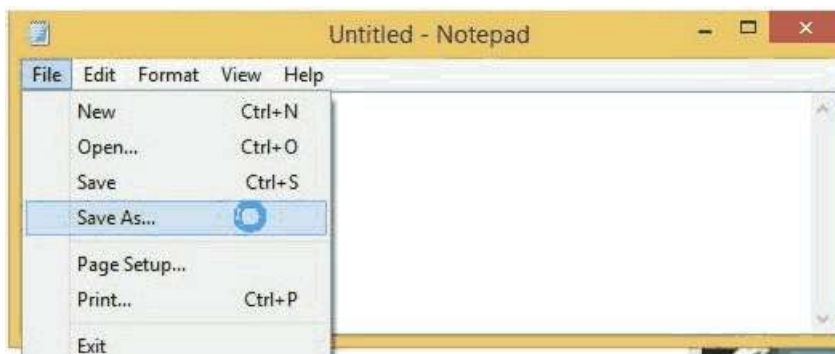 Untitled - Notepad
File Edit Format View Help
New Ctrl+N
Open... Ctrl+O
Save Ctrl+S
Save As...
Page Setup...
Print... Ctrl+P
Exit